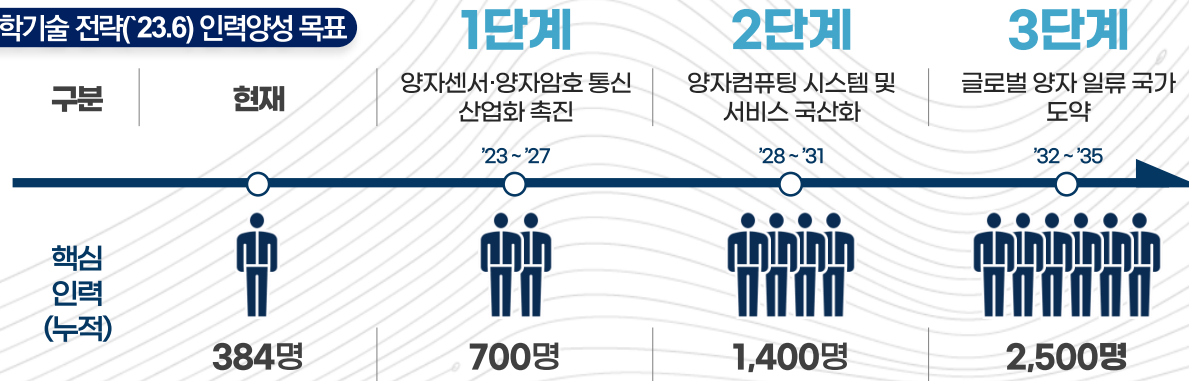 학기술 전략(`23.6) 인력양성 목표
1단계
2단계
3단계
구분
현재
양자센서·양자암호 통신
산업화 촉진
양자컴퓨팅 시스템 및
서비스 국산화
글로벌 양자 일류 국가
도약
’23 ~ ’27
’28 ~ ’31
’32 ~ ’35
핵심
인력
(누적)
384명
700명
1,400명
2,500명